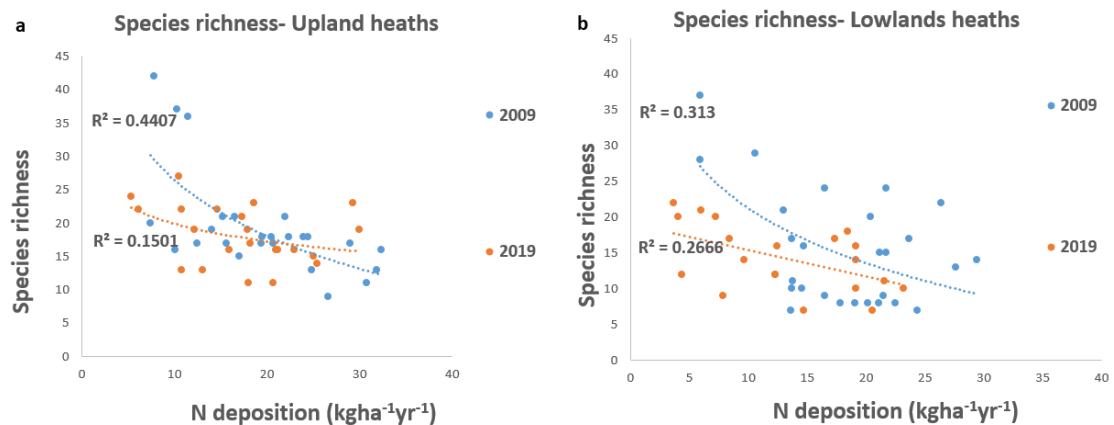 a
Species richness- Upland heaths
45
40
35
30
25
20
15
10
5
0
0 10 20 30 40
Species richness
N deposition (kgha⁻¹yr⁻¹)
R² = 0.4407
R² = 0.1501
2009
2019
b
Species richness- Lowlands heaths
45
40
35
30
25
20
15
10
5
0
0 5 10 15 20 25 30 35 40
Species richness
N deposition (kgha⁻¹yr⁻¹)
R² = 0.313
R² = 0.2666
2009
2019